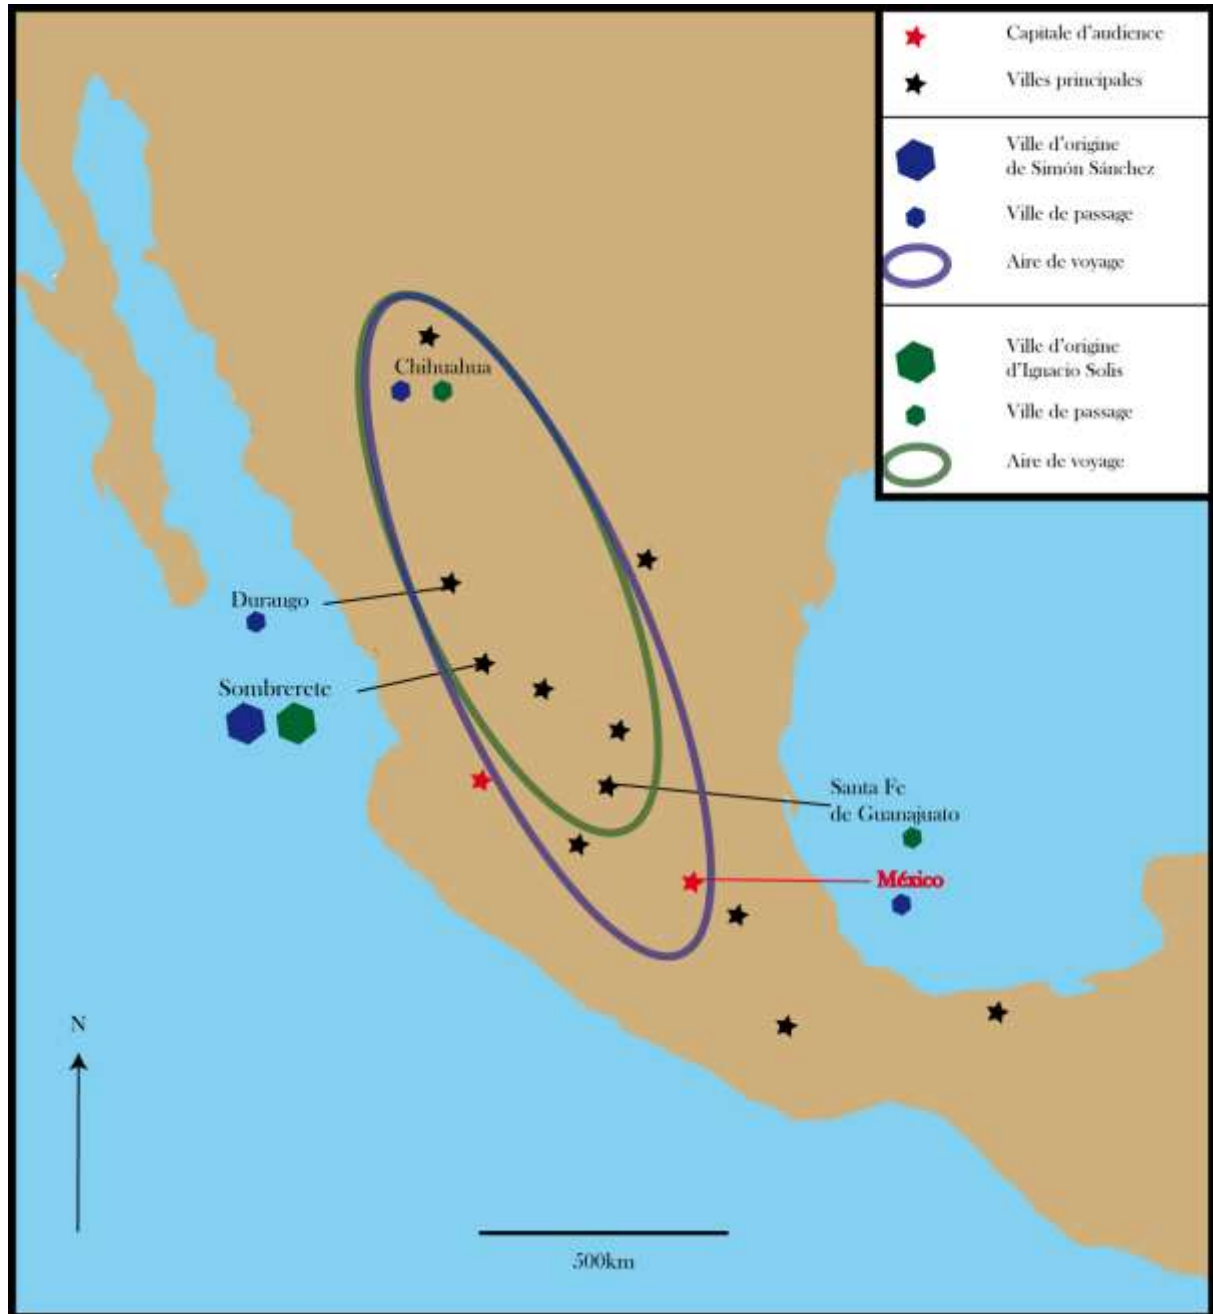 Capitale d'audience
Villes principales
Ville d'origine
de Simón Sánchez
Ville de passage
Aire de voyage
Ville d'origine
d'Ignacio Solis
Ville de passage
Aire de voyage
Chihuahua
Durango
Sombrerete
Santa Fe
de Guanajuato
México
N
500km